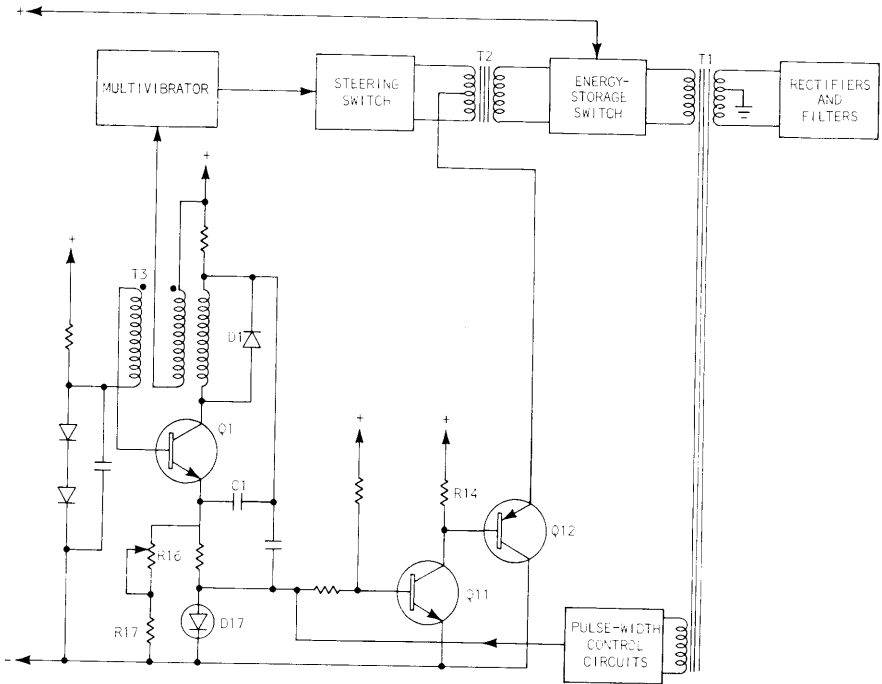 +
MULTIVIBRATOR
STEERING
SWITCH
T2
ENERGY-
STORAGE
SWITCH
T1
RECTIFIERS
AND
FILTERS
+
+
T3
D1
Q1
C1
+
+
R14
Q12
R16
Q11
R17
D17
PULSE-WIDTH
CONTROL
CIRCUITS
-